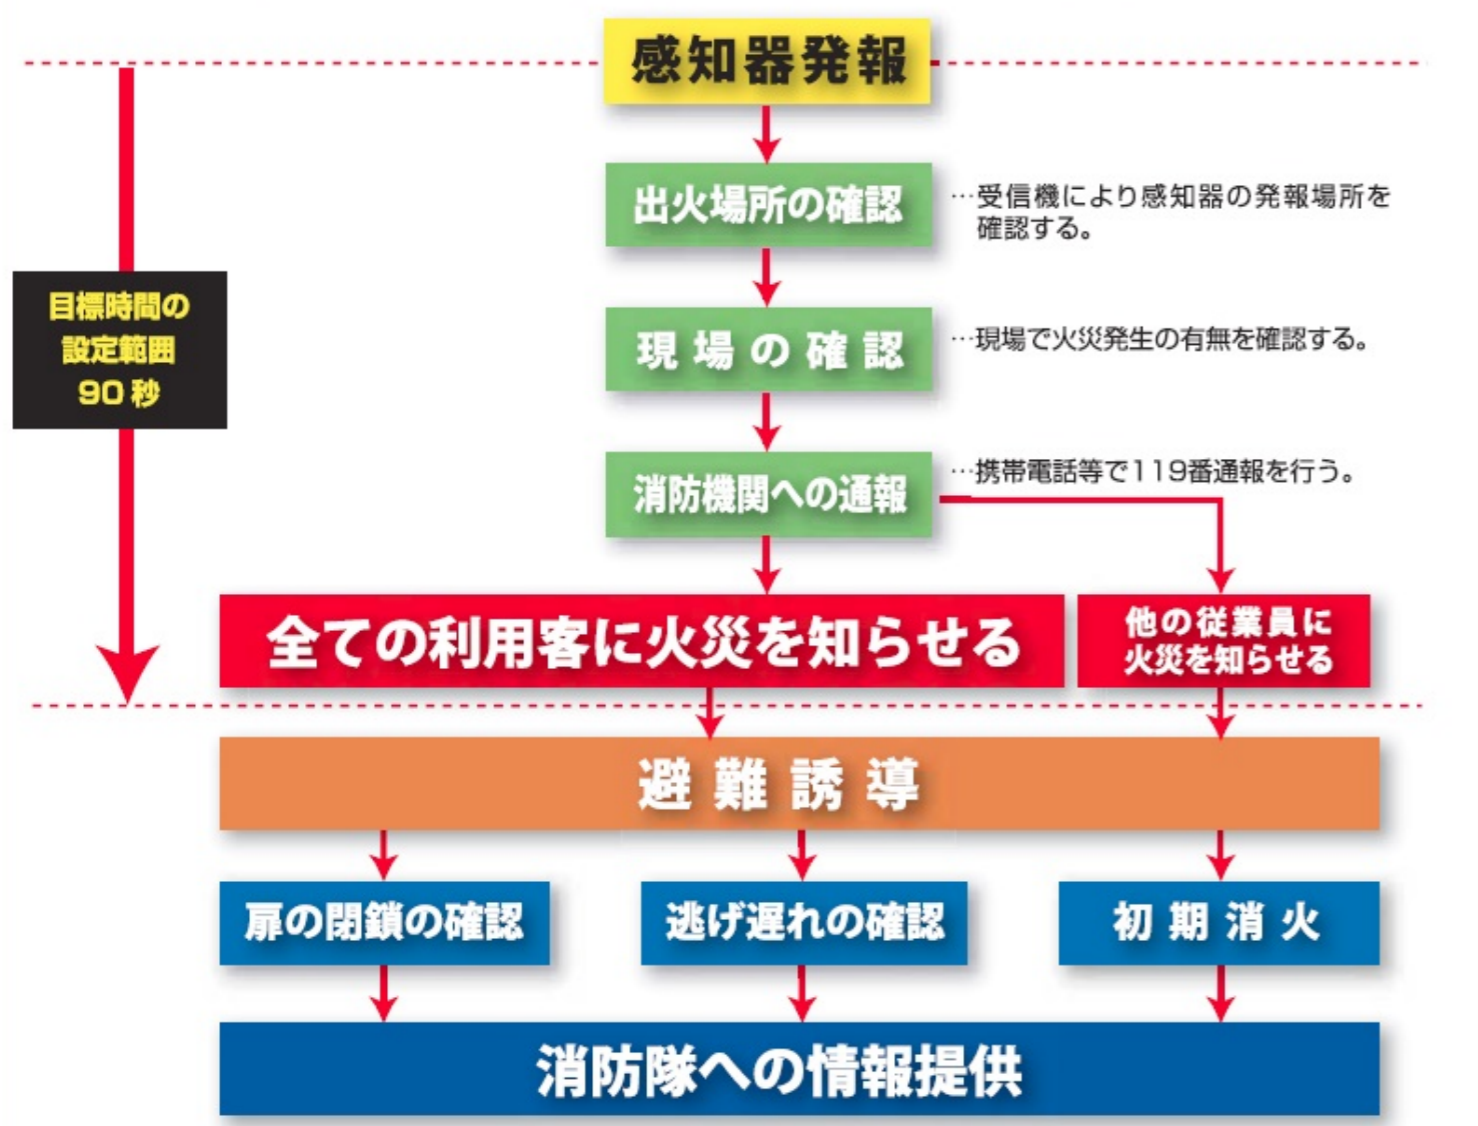 感知器発報
出火場所の確認
…受信機により感知器の発報場所を
確認する。
目標時間の
設定範囲
90秒
現場の確認
…現場で火災発生の有無を確認する。
消防機関への通報
…携帯電話等で119番通報を行う。
全ての利用客に火災を知らせる
他の従業員に
火災を知らせる
避難誘導
扉の閉鎖の確認
逃げ遅れの確認
初期消火
消防隊への情報提供